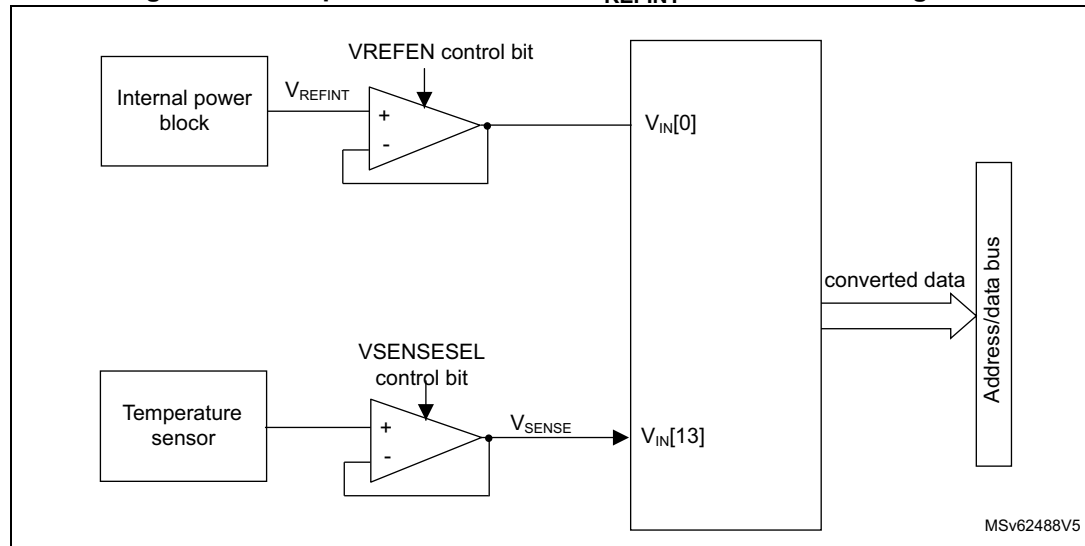 REFINT
VREFEN control bit
Internal power
block
VREFINT
+
-
VIN[0]
converted data
Address/data bus
VSENSESEL
control bit
Temperature
sensor
+
-
VSENSE
VIN[13]
MSv62488V5